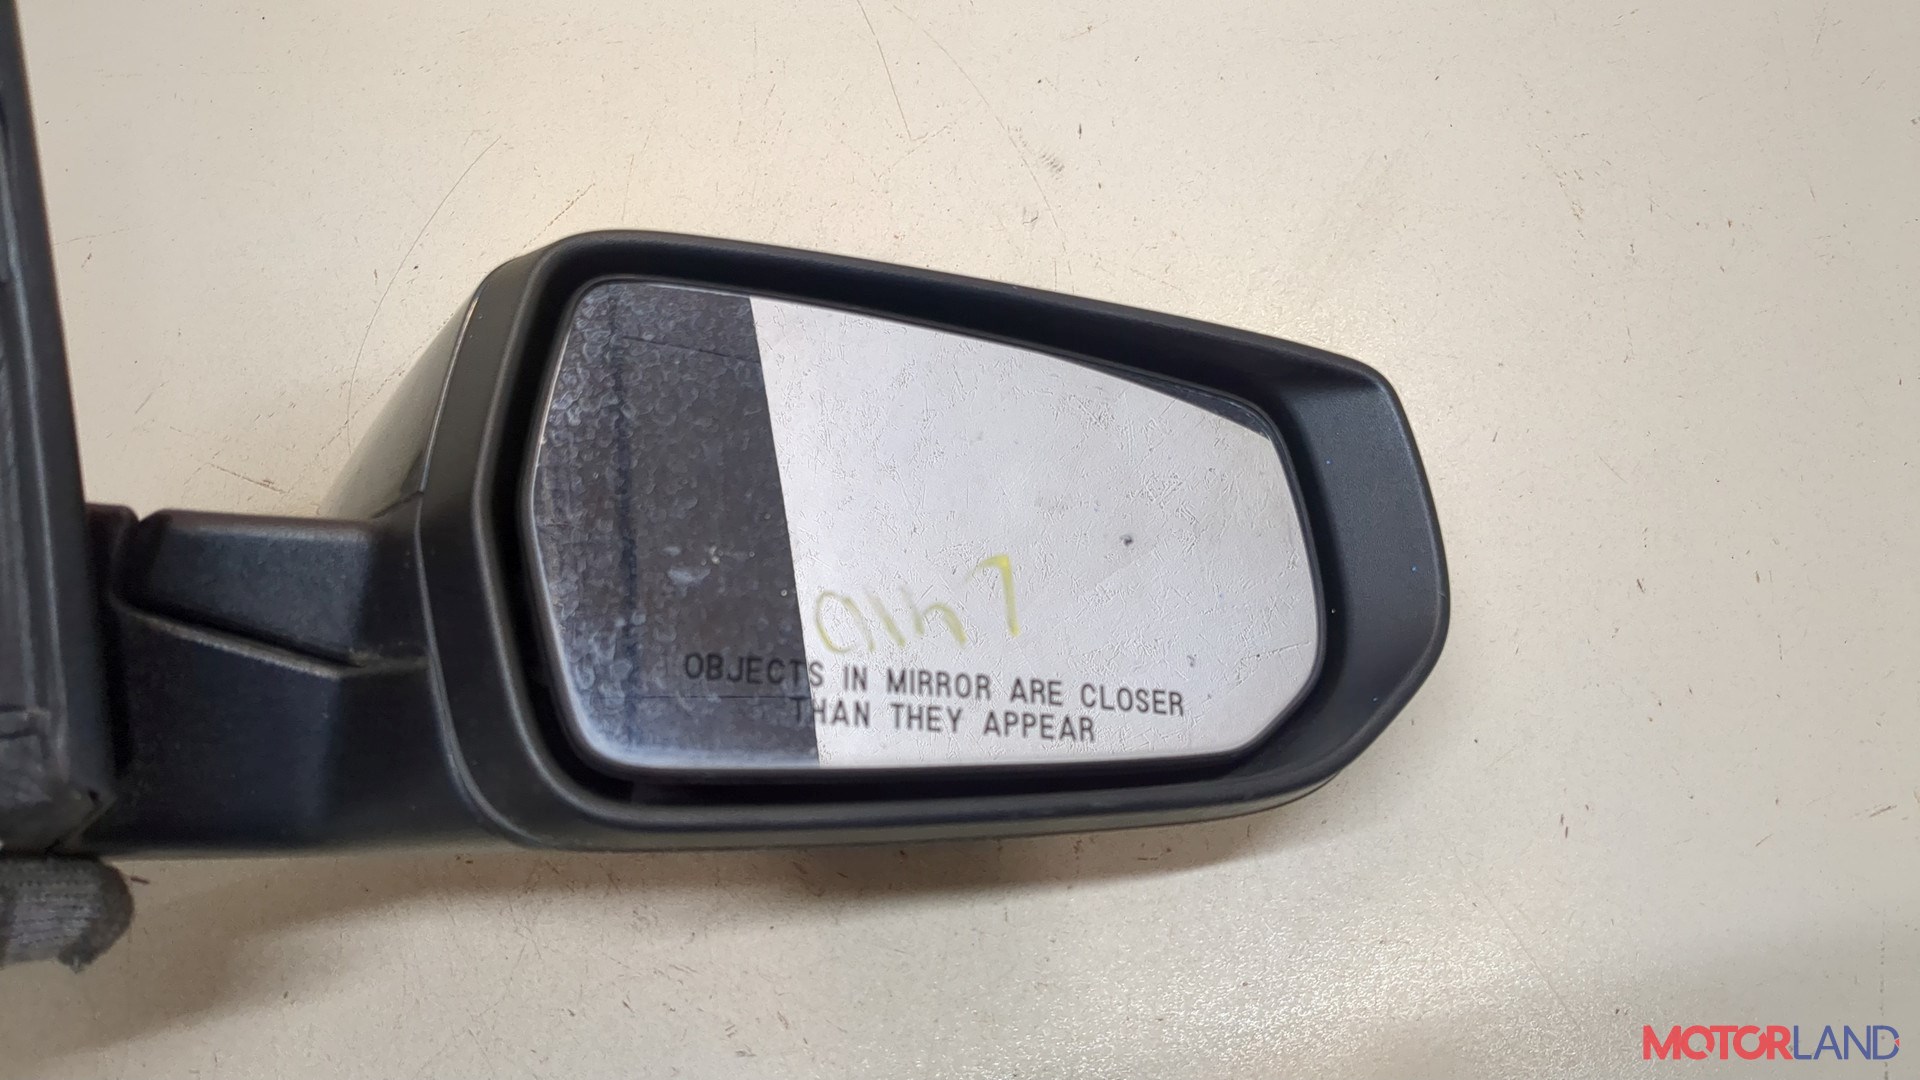 OBJECTS IN MIRROR ARE CLOSER
THAN THEY APPEAR
MOTORLAND